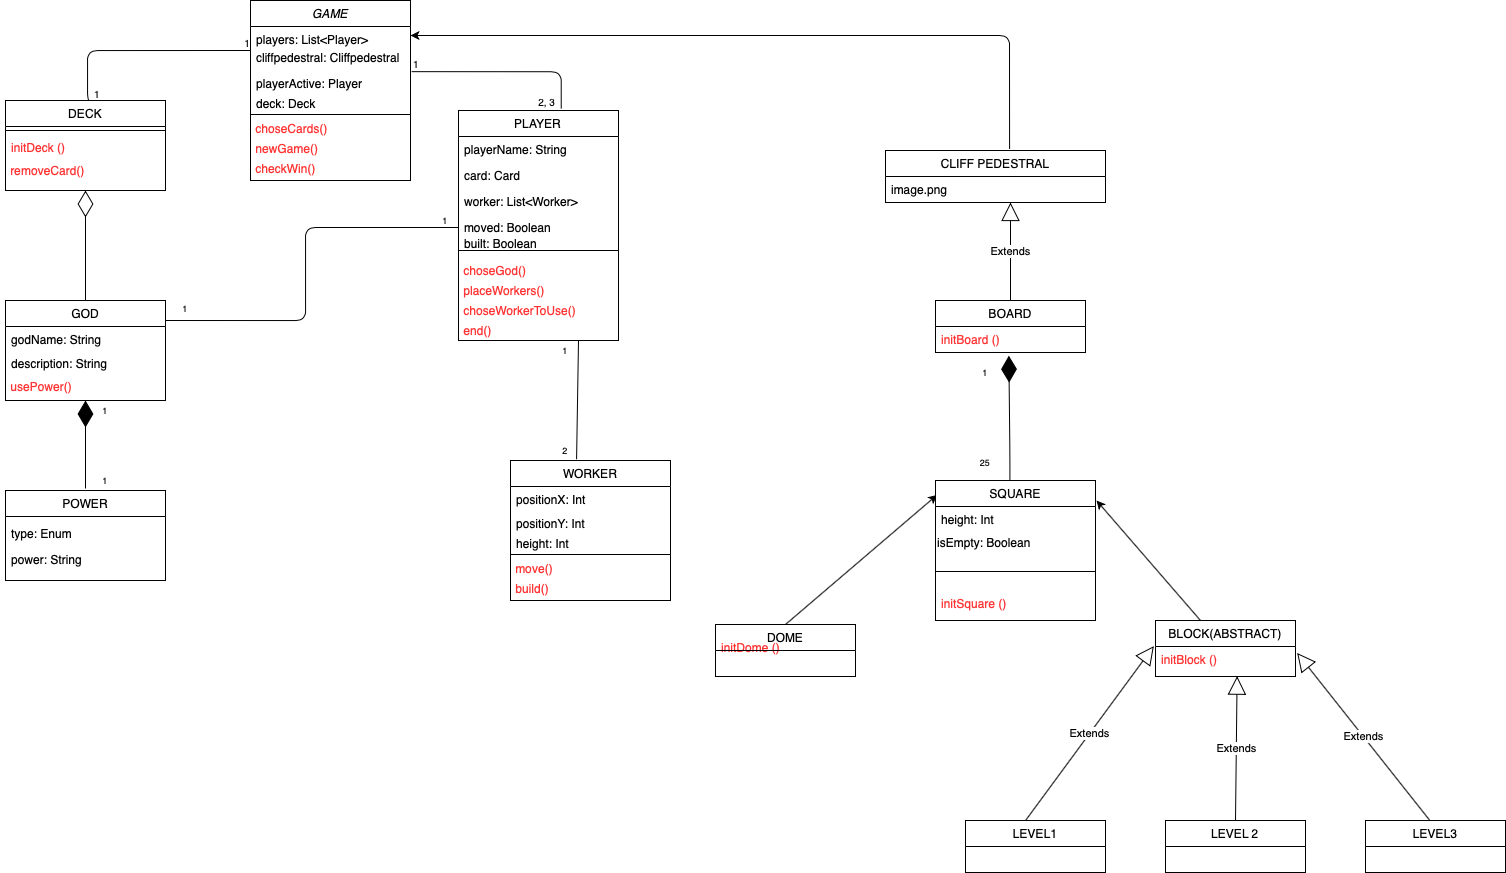 GAME
players: List<Player>
cliffpedestral: Cliffpedestral
playerActive: Player
deck: Deck
choseCards()
newGame()
checkWin()
1
1
1
2, 3
DECK
initDeck ()
removeCard()
PLAYER
playerName: String
card: Card
worker: List<Worker>
moved: Boolean
built: Boolean
choseGod()
placeWorkers()
choseWorkerToUse()
end()
1
1
CLIFF PEDESTRAL
image.png
Extends
GOD
godName: String
description: String
usePower()
1
1
POWER
type: Enum
power: String
1
2
WORKER
positionX: Int
positionY: Int
height: Int
move()
build()
BOARD
initBoard ()
1
25
SQUARE
height: Int
isEmpty: Boolean
initSquare ()
DOME
initDome ()
BLOCK(ABSTRACT)
initBlock ()
Extends
Extends
Extends
LEVEL1
LEVEL 2
LEVEL3